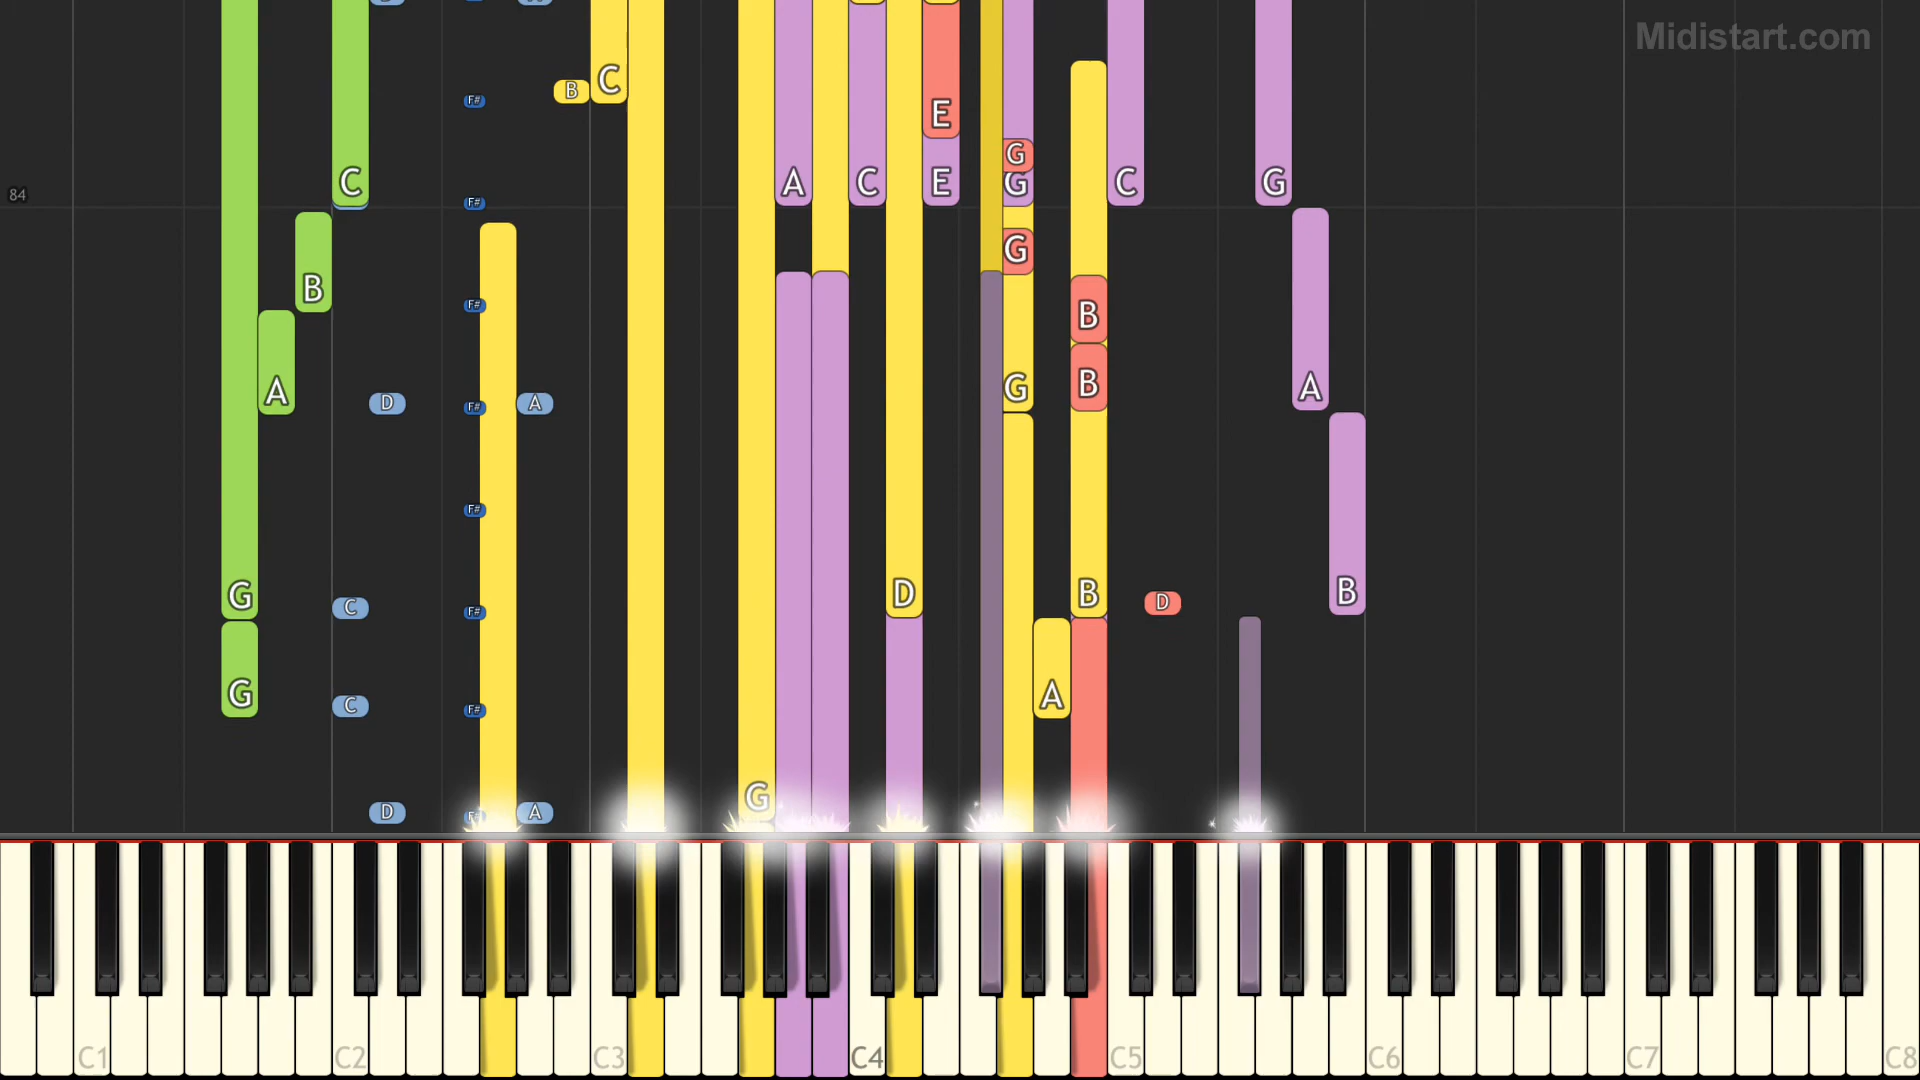 Midistart.com
B C
F#
E
G
84
C A C E G C G
F#
G
B
F# B
A D F# A G B A
F#
G C F# D B D B
G C F# A
G
D F# A
C1 C2 C3 C4 C5 C6 C7 C8